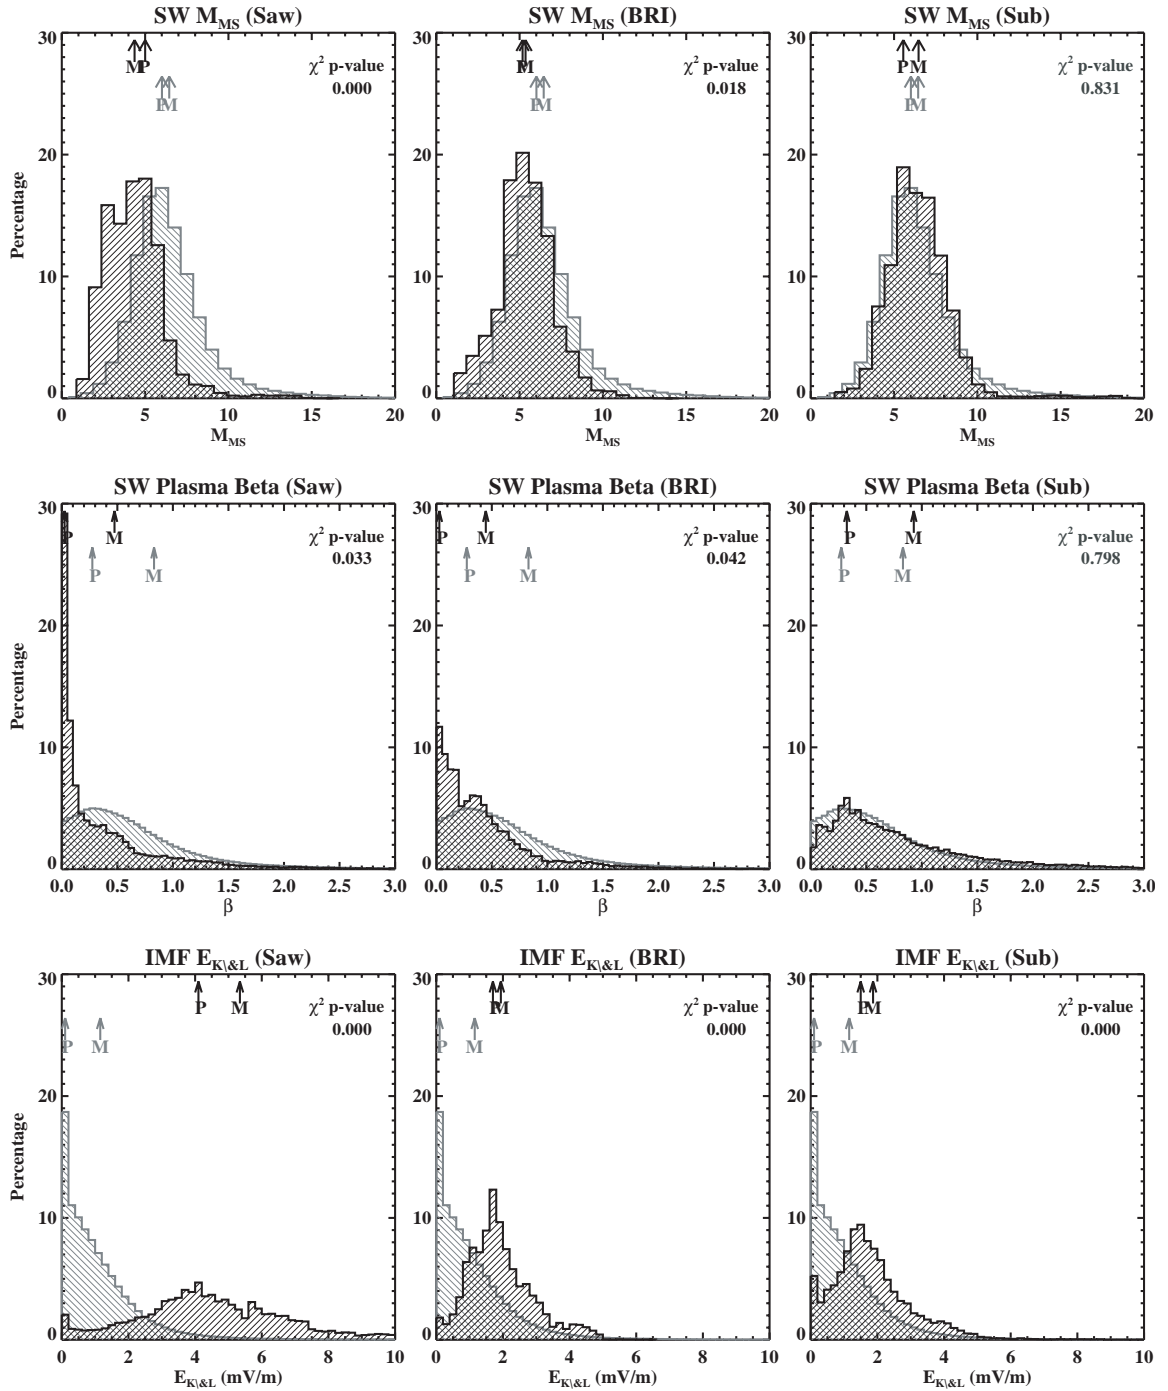 SW M_MS (Saw)
SW M_MS (BRI)
SW M_MS (Sub)
30
20
10
0
Percentage
M P
P M
χ² p-value
0.000
M
P M
χ² p-value
0.018
P M
P M
χ² p-value
0.831
0 5 10 15 20
0 5 10 15 20
0 5 10 15 20
M_MS
M_MS
M_MS
SW Plasma Beta (Saw)
SW Plasma Beta (BRI)
SW Plasma Beta (Sub)
30
20
10
0
Percentage
P M
P M
χ² p-value
0.033
P M
P M
χ² p-value
0.042
P M
P M
χ² p-value
0.798
0.0 0.5 1.0 1.5 2.0 2.5 3.0
0.0 0.5 1.0 1.5 2.0 2.5 3.0
0.0 0.5 1.0 1.5 2.0 2.5 3.0
β
β
β
IMF E_K\&L (Saw)
IMF E_K\&L (BRI)
IMF E_K\&L (Sub)
30
20
10
0
Percentage
P M
P M
χ² p-value
0.000
P M
P M
χ² p-value
0.000
P M
P M
χ² p-value
0.000
0 2 4 6 8 10
0 2 4 6 8 10
0 2 4 6 8 10
E_K\&L (mV/m)
E_K\&L (mV/m)
E_K\&L (mV/m)